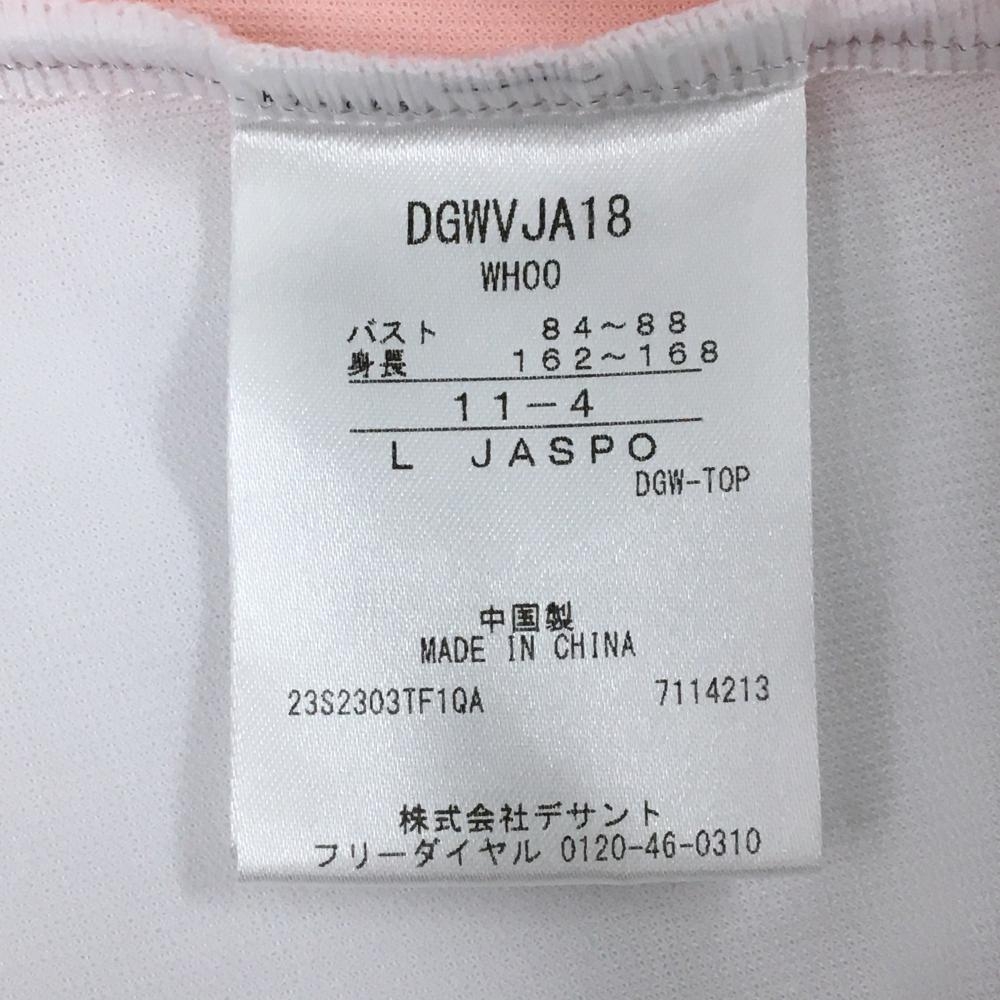 DGWVJA18
WH00
バスト 84~88
身長 162~168
11-4
L JASPO
DGW-TOP
中国製
MADE IN CHINA
23S2303TF1QA 7114213
株式会社デサント
フリーダイヤル 0120-46-0310